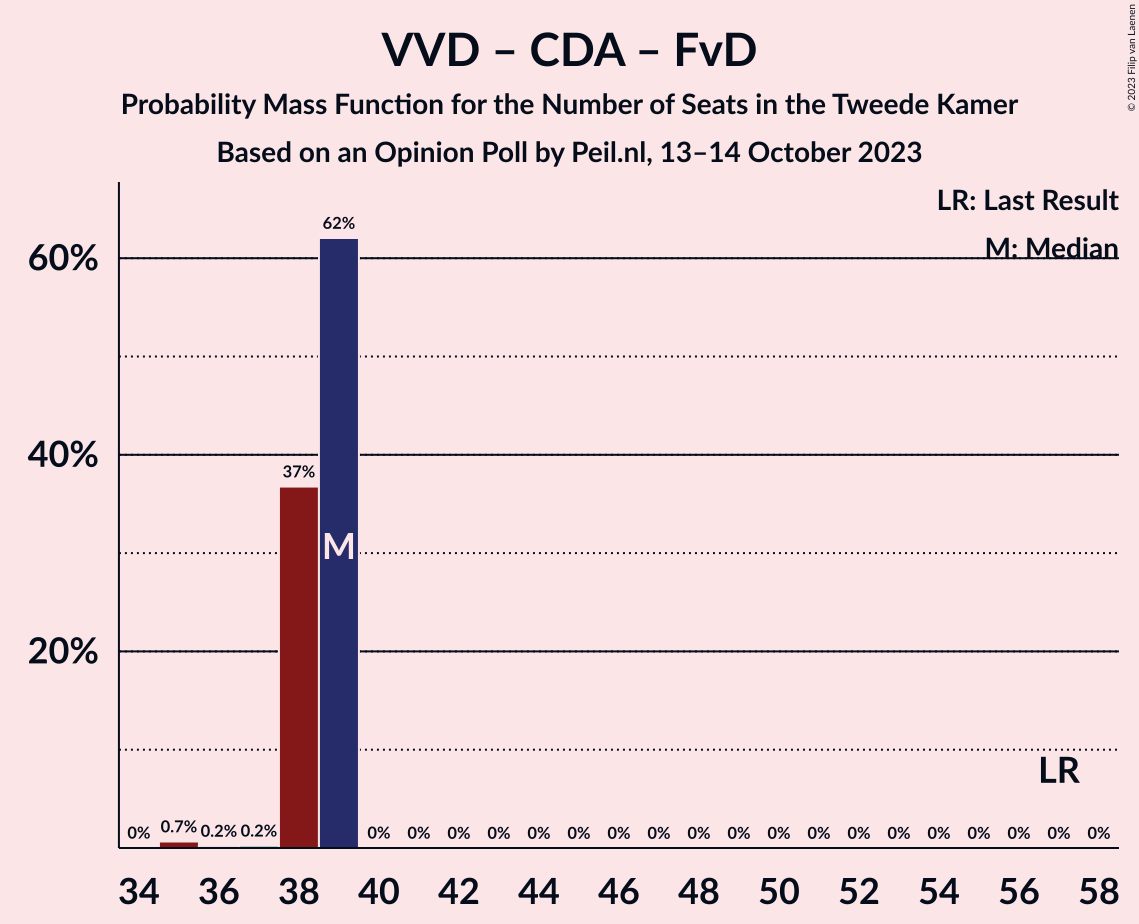 VVD – CDA – FvD
Probability Mass Function for the Number of Seats in the Tweede Kamer
Based on an Opinion Poll by Peil.nl, 13–14 October 2023
© 2023 Filip van Laenen
LR: Last Result
M: Median
60%
40%
20%
0% 0.7% 0.2% 0.2% 37% 62% 0% 0% 0% 0% 0% 0% 0% 0% 0% 0% 0% 0% 0% 0% 0% 0% 0% 0% 0%
M
LR
34 36 38 40 42 44 46 48 50 52 54 56 58